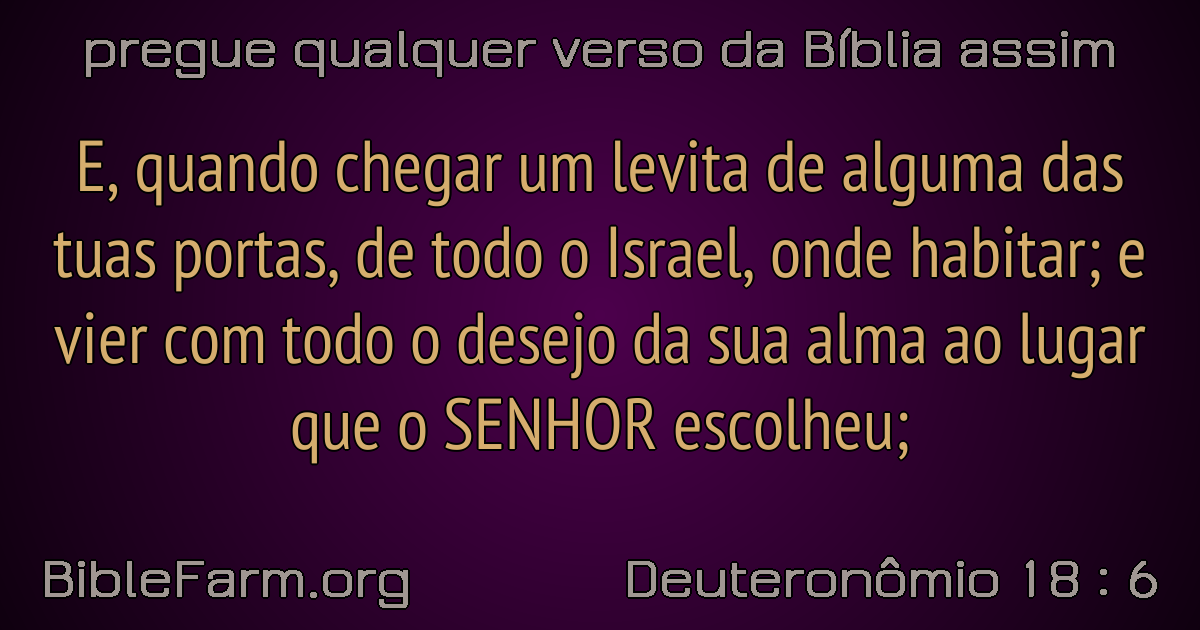 pregue qualquer verso da Bíblia assim
E, quando chegar um levita de alguma das
tuas portas, de todo o Israel, onde habitar; e
vier com todo o desejo da sua alma ao lugar
que o SENHOR escolheu;
BibleFarm.org
Deuteronômio 18 : 6